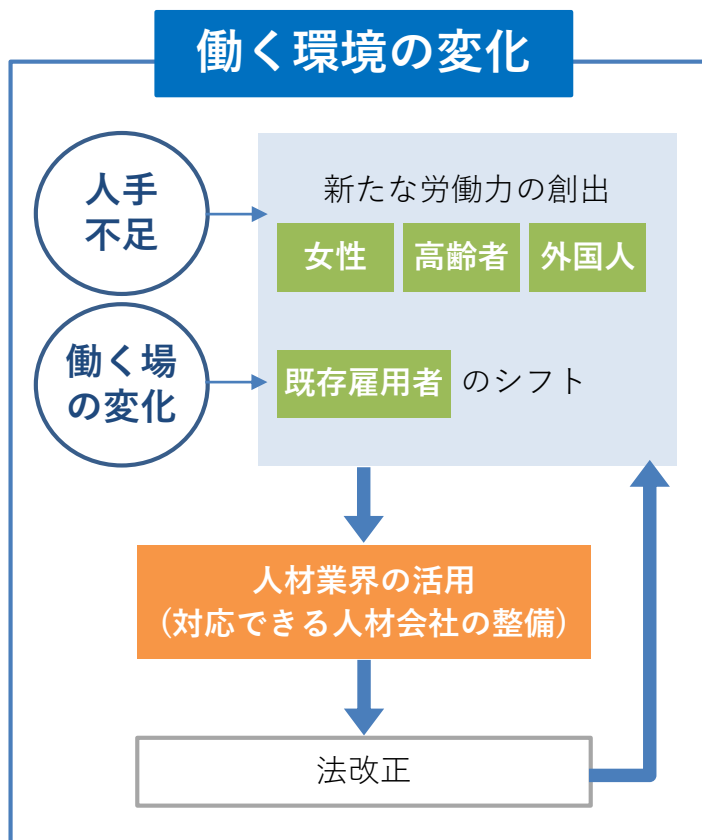 働く環境の変化
人手
不足
新たな労働力の創出
女性 高齢者 外国人
働く場
の変化
既存雇用者 のシフト
人材業界の活用
(対応できる人材会社の整備)
法改正